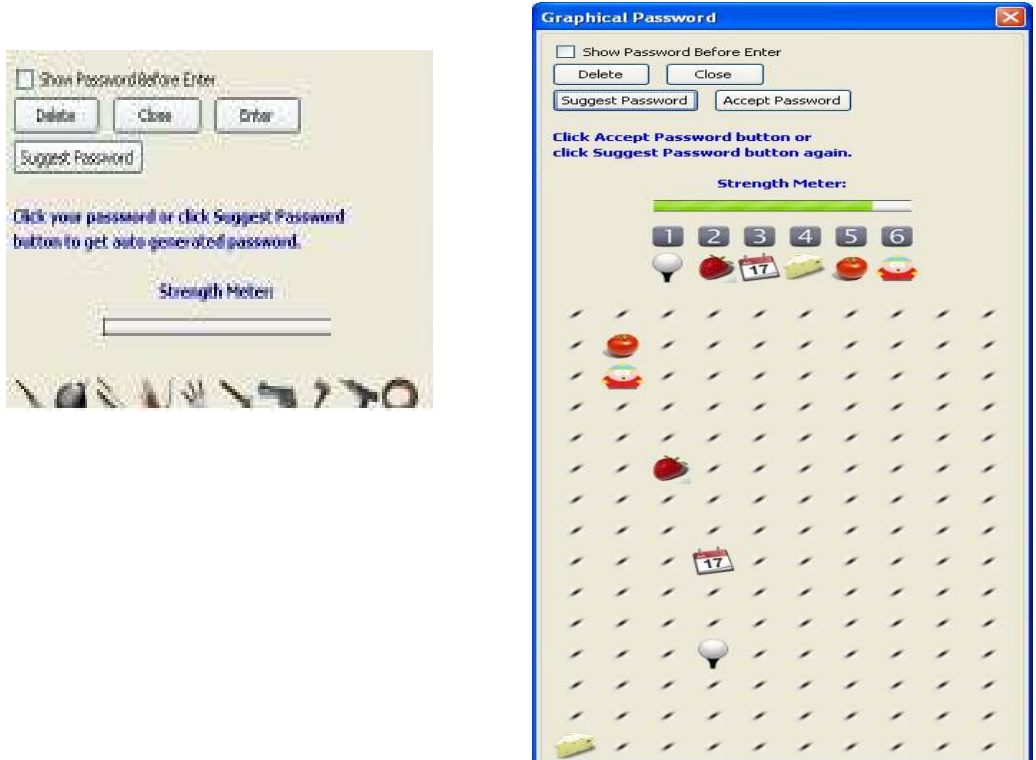 Show Password Before Enter
Delete Close Enter
Suggest Password
Click your password or click Suggest Password
button to get auto generated password.
Strength Meter:
Graphical Password
Show Password Before Enter
Delete Close
Suggest Password Accept Password
Click Accept Password button or
click Suggest Password button again.
Strength Meter:
1 2 3 4 5 6
17
17